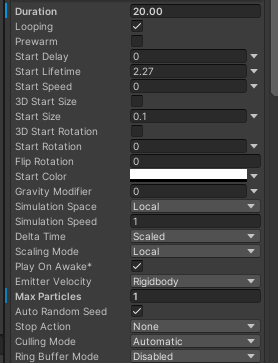 Duration 20.00
Looping
Prewarm
Start Delay 0
Start Lifetime 2.27
Start Speed 0
3D Start Size
Start Size 0.1
3D Start Rotation
Start Rotation 0
Flip Rotation 0
Start Color
Gravity Modifier 0
Simulation Space Local
Simulation Speed 1
Delta Time Scaled
Scaling Mode Local
Play On Awake*
Emitter Velocity Rigidbody
Max Particles 1
Auto Random Seed
Stop Action None
Culling Mode Automatic
Ring Buffer Mode Disabled